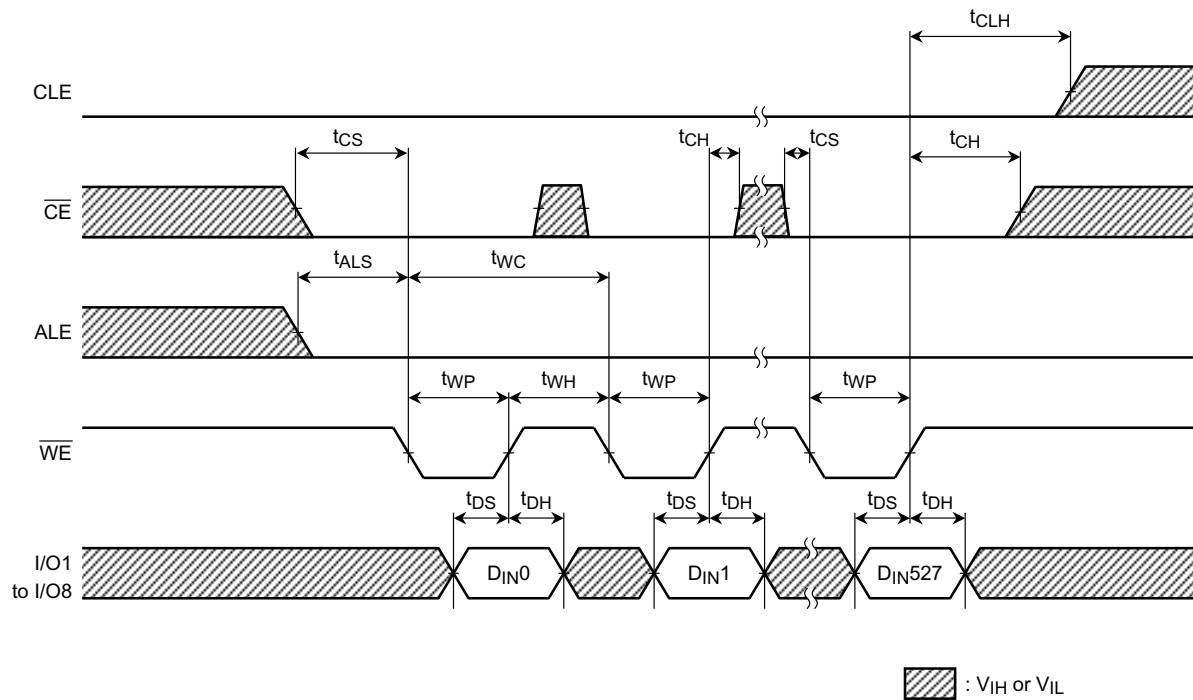 tCLH
CLE
tCS
tCH
tCS
tCH
CE
tALS
tWC
ALE
tWP
tWH
tWP
tWP
WE
tDS
tDH
tDS
tDH
tDS
tDH
I/O1
to I/O8
DIN0
DIN1
DIN527
: VIH or VIL